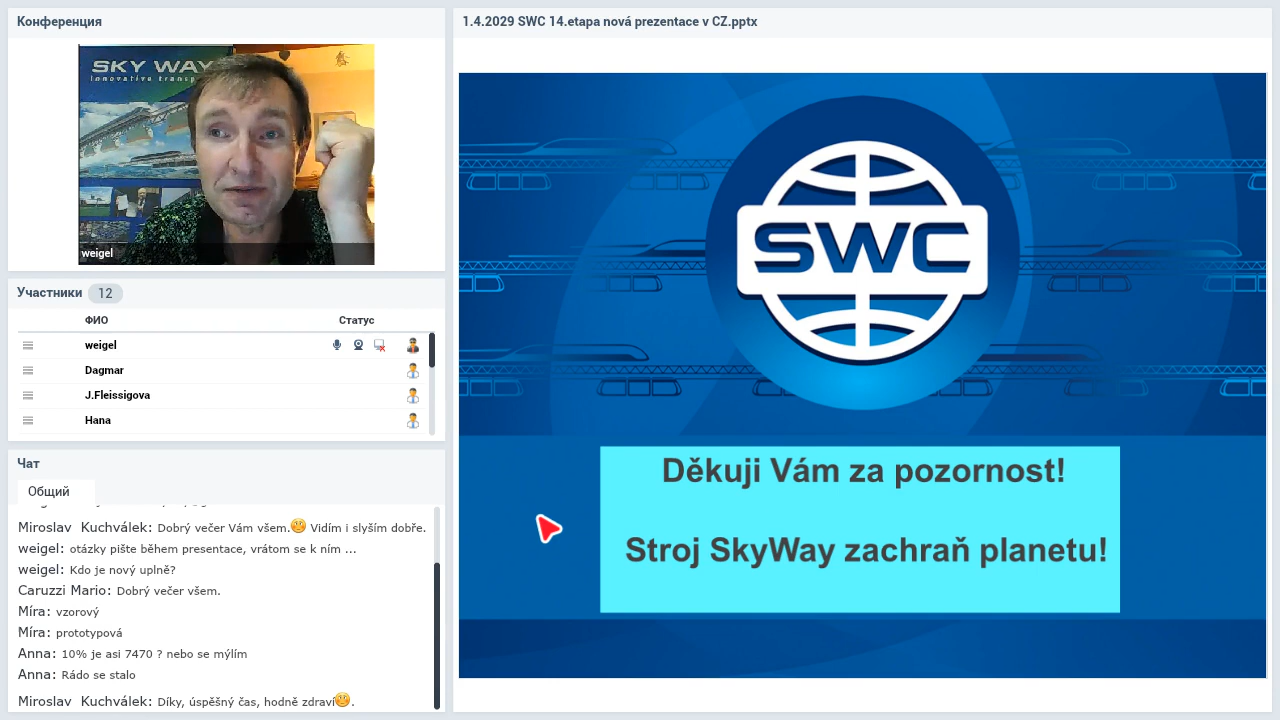 Конференция
SKY WAY
weigel
Участники 12
ФИО Статус
weigel
Dagmar
J.Fleissigova
Hana
Чат
Общий
Miroslav Kuchválek: Dobrý večer Vám všem. Vidím i slyším dobře.
weigel: otázky pište během presentace, vrátom se k ním ...
weigel: Kdo je nový uplně?
Caruzzi Mario: Dobrý večer všem.
Míra: vzorový
Míra: prototypová
Anna: 10% je asi 7470 ? nebo se mýlím
Anna: Rádo se stalo
Miroslav Kuchválek: Díky, úspěšný čas, hodně zdraví.
1.4.2029 SWC 14.etapa nová prezentace v CZ.pptx
SWC
Děkuji Vám za pozornost!
Stroj SkyWay zachraň planetu!